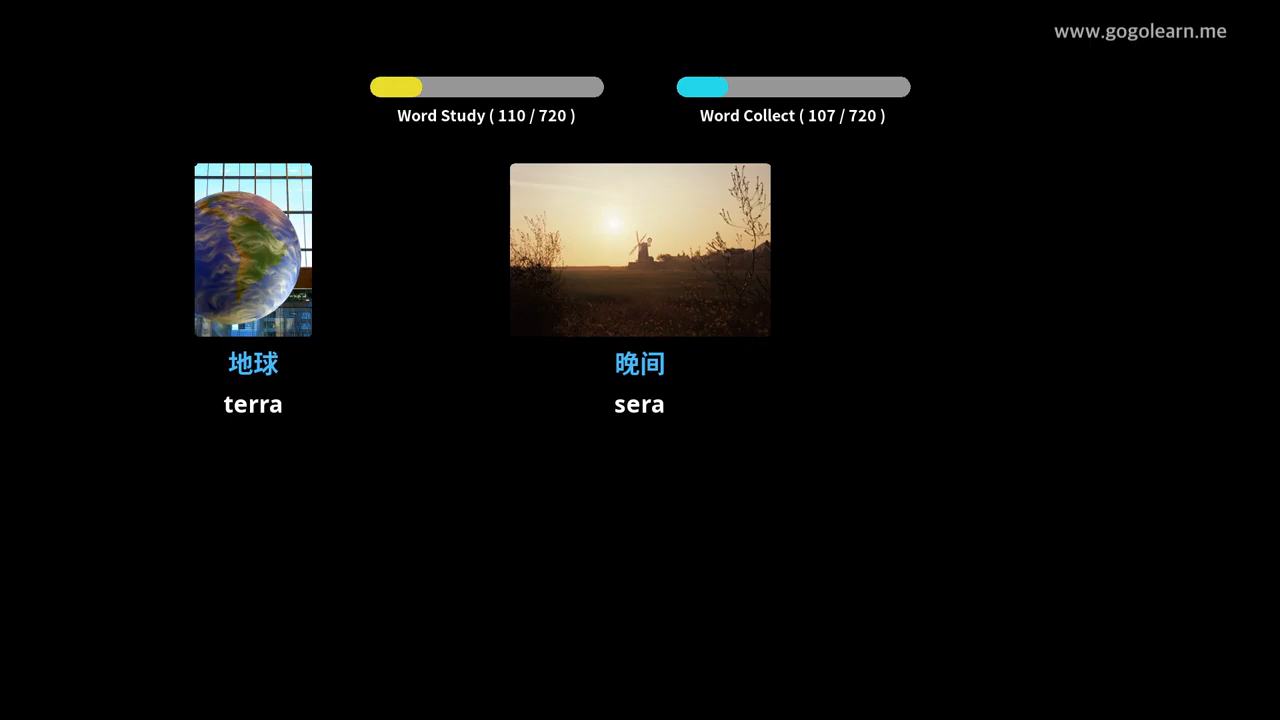 www.gogolearn.me
Word Study ( 110 / 720 )
Word Collect ( 107 / 720 )
地球
晚间
terra
sera